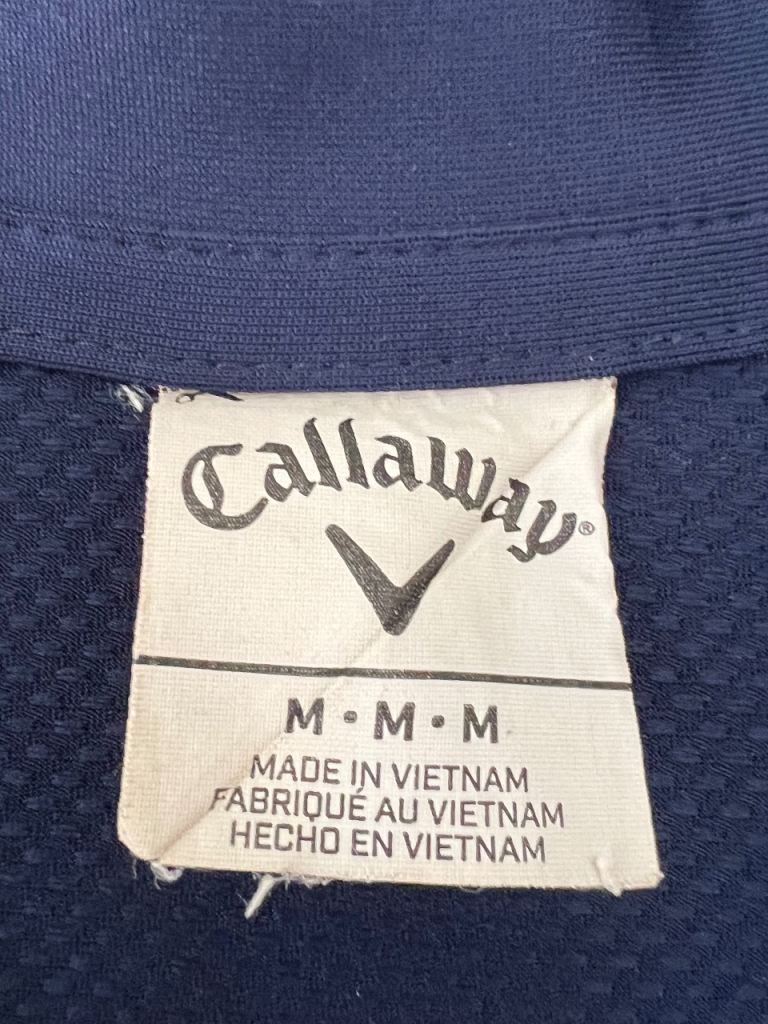 Callaway®
M • M • M
MADE IN VIETNAM
FABRIQUÉ AU VIETNAM
HECHO EN VIETNAM